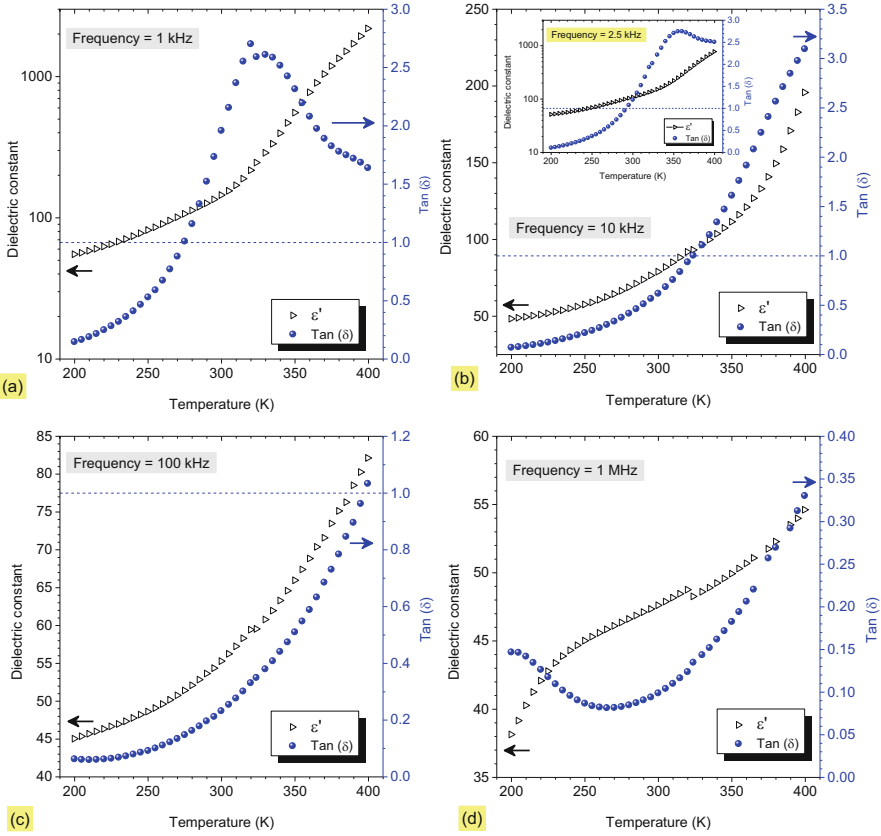 Frequency = 1 kHz
Dielectric constant
1000
100
10
3.0
2.5
2.0
1.5
1.0
0.5
0.0
Tan (δ)
ε'
Tan (δ)
200 250 300 350 400
Temperature (K)
(a)
Frequency = 10 kHz
Dielectric constant
250
225
200
175
150
125
100
75
50
25
3.5
3.0
2.5
2.0
1.5
1.0
0.5
0.0
Tan (δ)
Frequency = 2.5 kHz
Dielectric constant
1000
100
10
3.0
2.5
2.0
1.5
1.0
0.5
0.0
Tan (δ)
ε'
Tan (δ)
200 250 300 350 400
Temperature (K)
ε'
Tan (δ)
200 250 300 350 400
Temperature (K)
(b)
Frequency = 100 kHz
Dielectric constant
85
80
75
70
65
60
55
50
45
40
1.2
1.0
0.8
0.6
0.4
0.2
0.0
Tan (δ)
ε'
Tan (δ)
200 250 300 350 400
Temperature (K)
(c)
Frequency = 1 MHz
Dielectric constant
60
55
50
45
40
35
0.40
0.35
0.30
0.25
0.20
0.15
0.10
0.05
0.00
Tan (δ)
ε'
Tan (δ)
200 250 300 350 400
Temperature (K)
(d)